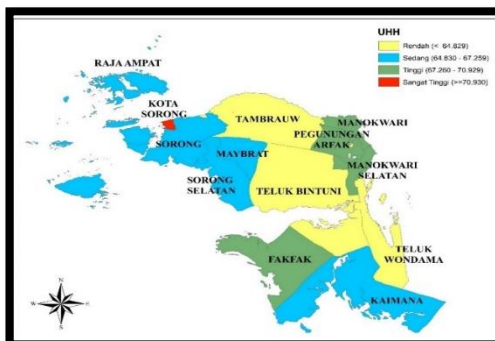 UHH
Rendah (< 64.829)
Sedang (64.830 - 67.259)
Tinggi (67.260 - 70.929)
Sangat Tinggi (>=70.930)
RAJA AMPAT
KOTA
SORONG
TAMBRAUW
MANOKWARI
PEGUNUNGAN
ARFAK
SORONG
MAYBRAT
MANOKWARI
SELATAN
SORONG
SELATAN
TELUK BINTUNI
TELUK
WONDAMA
FAKFAK
KAIMANA
N
W
E
S